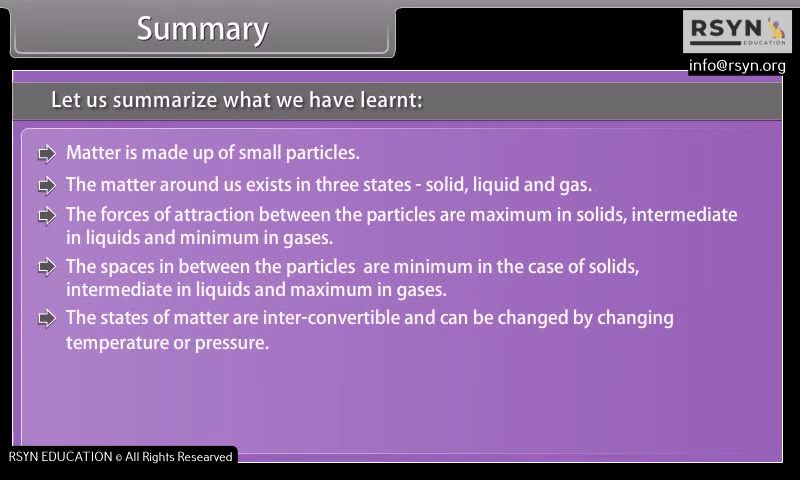 Summary
RSYN
EDUCATION
info@rsyn.org
Let us summarize what we have learnt:
Matter is made up of small particles.
The matter around us exists in three states - solid, liquid and gas.
The forces of attraction between the particles are maximum in solids, intermediate
in liquids and minimum in gases.
The spaces in between the particles are minimum in the case of solids,
intermediate in liquids and maximum in gases.
The states of matter are inter-convertible and can be changed by changing
temperature or pressure.
RSYN EDUCATION © All Rights Researved